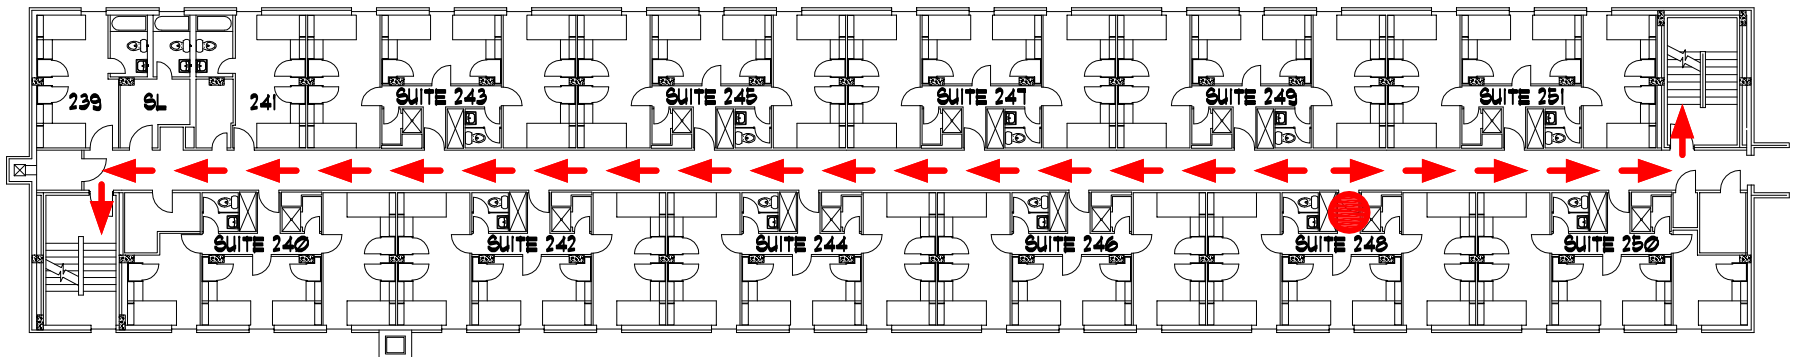 239
SL
241
SUITE 243
SUITE 245
SUITE 247
SUITE 249
SUITE 251
SUITE 240
SUITE 242
SUITE 244
SUITE 246
SUITE 248
SUITE 250